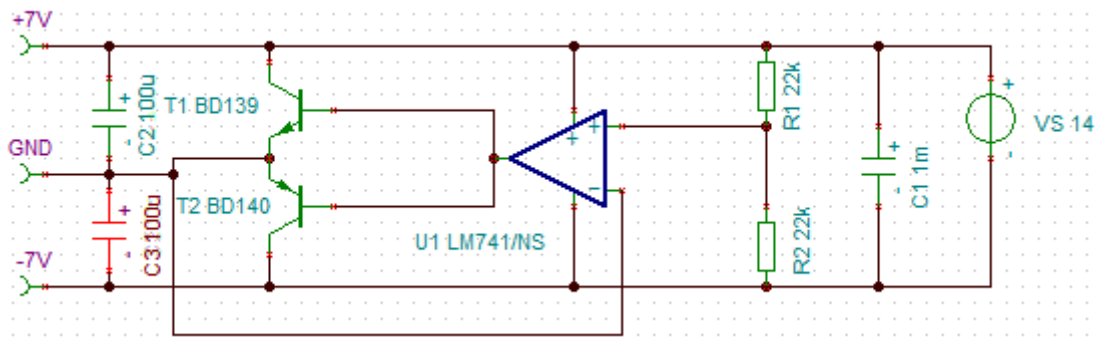 +7V
T1 BD139
C2 100u
+
-
GND
T2 BD140
C3 100u
+
-
-7V
U1 LM741/NS
+
+
-
R1 22k
R2 22k
C1 1m
+
-
VS 14
+
-